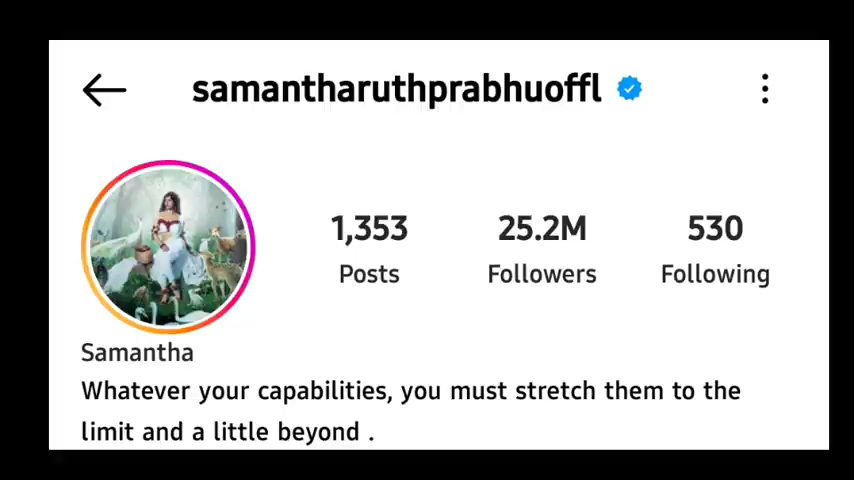 samantharuthprabhuoffl
1,353 25.2M 530
Posts Followers Following
Samantha
Whatever your capabilities, you must stretch them to the
limit and a little beyond .